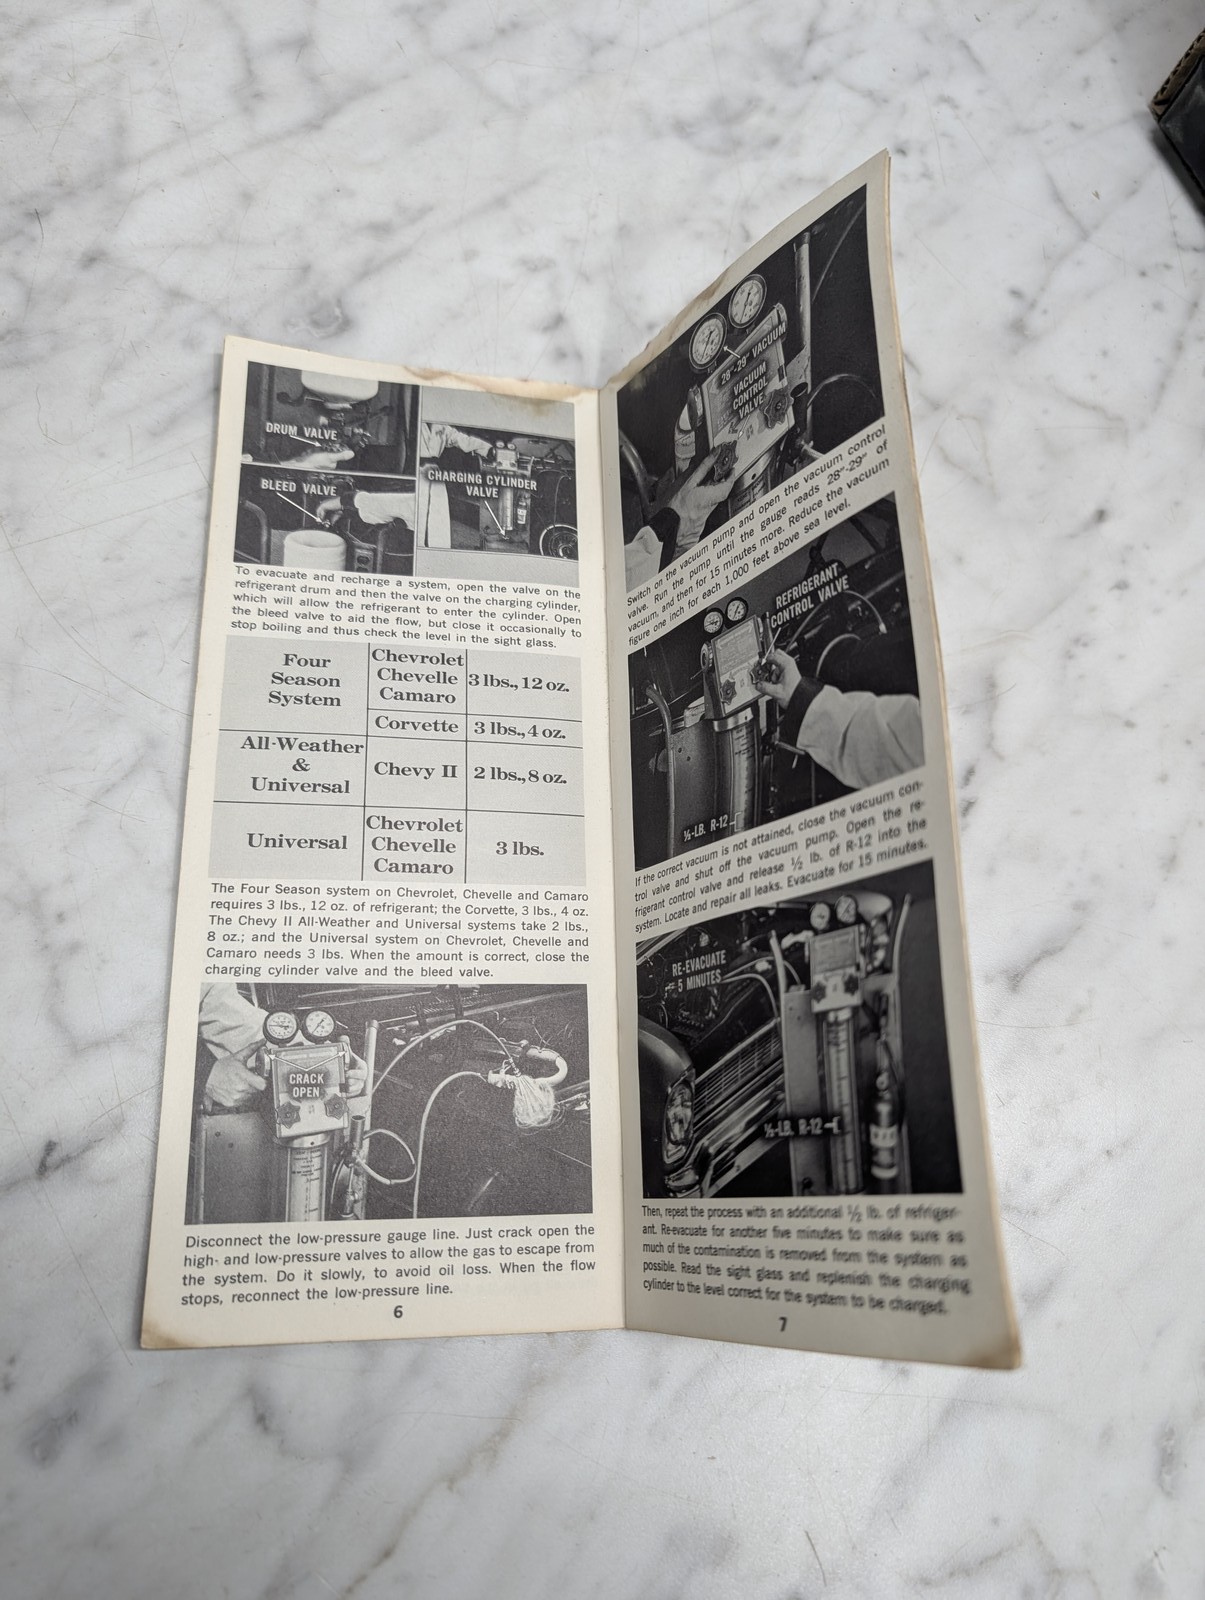 DRUM VALVE
BLEED VALVE
CHARGING CYLINDER
VALVE
To evacuate and recharge a system, open the valve on the
refrigerant drum and then the valve on the charging cylinder,
which will allow the refrigerant to enter the cylinder. Open
the bleed valve to aid the flow, but close it occasionally to
stop boiling and thus check the level in the sight glass.
Four
Season
System
Chevrolet
Chevelle
Camaro
3 lbs., 12 oz.
Corvette
3 lbs., 4 oz.
All-Weather
&
Universal
Chevy II
2 lbs., 8 oz.
Universal
Chevrolet
Chevelle
Camaro
3 lbs.
The Four Season system on Chevrolet, Chevelle and Camaro
requires 3 lbs., 12 oz. of refrigerant; the Corvette, 3 lbs., 4 oz.
The Chevy II All-Weather and Universal systems take 2 lbs.,
8 oz.; and the Universal system on Chevrolet, Chevelle and
Camaro needs 3 lbs. When the amount is correct, close the
charging cylinder valve and the bleed valve.
CRACK
OPEN
Disconnect the low-pressure gauge line. Just crack open the
high- and low-pressure valves to allow the gas to escape from
the system. Do it slowly, to avoid oil loss. When the flow
stops, reconnect the low-pressure line.
6
28"-29" VACUUM
VACUUM
CONTROL
VALVE
Switch on the vacuum pump and open the vacuum control
valve. Run the pump until the gauge reads 28"-29" of
vacuum, and then for 15 minutes more. Reduce the vacuum
figure one inch for each 1,000 feet above sea level.
REFRIGERANT
CONTROL VALVE
½-LB. R-12
If the correct vacuum is not attained, close the vacuum con-
trol valve and shut off the vacuum pump. Open the re-
frigerant control valve and release ½ lb. of R-12 into the
system. Locate and repair all leaks. Evacuate for 15 minutes.
RE-EVACUATE
5 MINUTES
½-LB. R-12
Then, repeat the process with an additional ½ lb. of refriger-
ant. Re-evacuate for another five minutes to make sure as
much of the contamination is removed from the system as
possible. Read the sight glass and replenish the charging
cylinder to the level correct for the system to be charged.
7